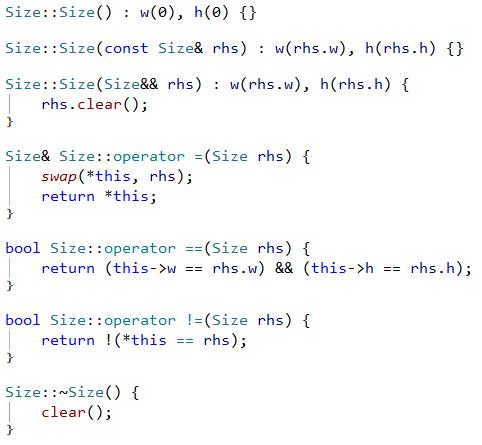 Size::Size() : w(0), h(0) {}
Size::Size(const Size& rhs) : w(rhs.w), h(rhs.h) {}
Size::Size(Size&& rhs) : w(rhs.w), h(rhs.h) {
    rhs.clear();
}
Size& Size::operator =(Size rhs) {
    swap(*this, rhs);
    return *this;
}
bool Size::operator ==(Size rhs) {
    return (this->w == rhs.w) && (this->h == rhs.h);
}
bool Size::operator !=(Size rhs) {
    return !(*this == rhs);
}
Size::~Size() {
    clear();
}